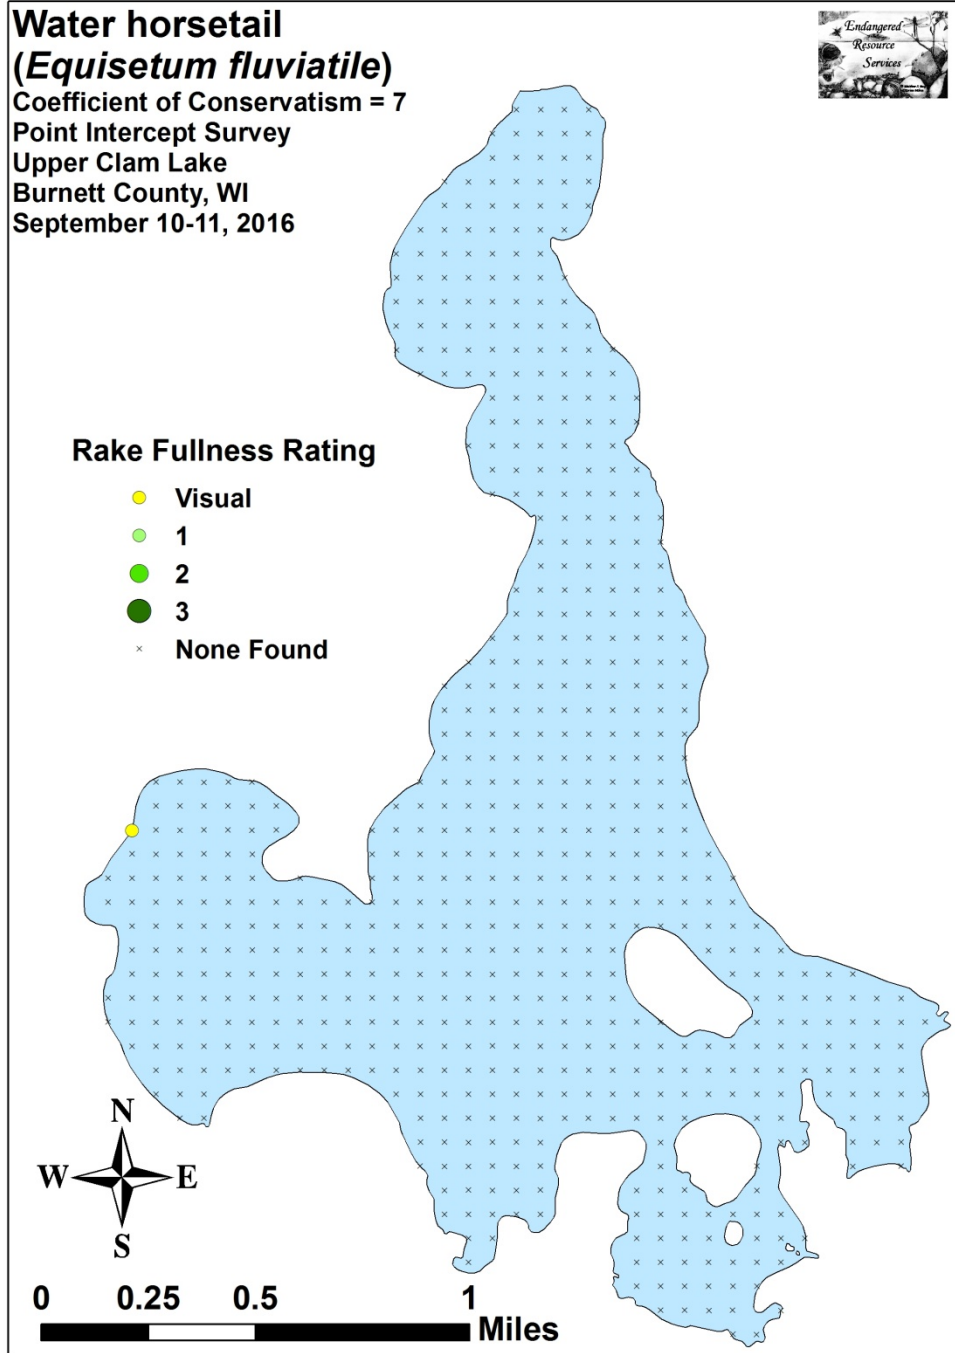 Water horsetail
(Equisetum fluviatile)
Coefficient of Conservatism = 7
Point Intercept Survey
Upper Clam Lake
Burnett County, WI
September 10-11, 2016
Endangered
Resource
Services
Rake Fullness Rating
Visual
1
2
3
None Found
N
W E
S
0 0.25 0.5 1
Miles